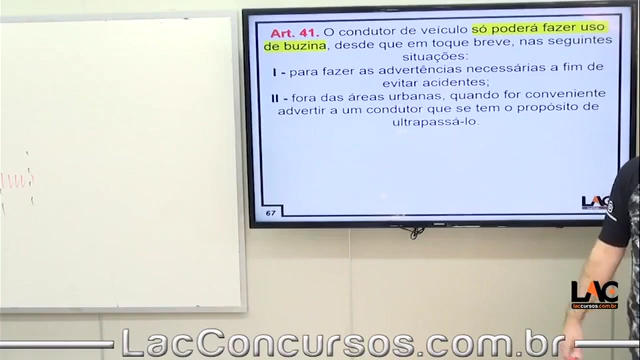 Art. 41. O condutor de veículo só poderá fazer uso
de buzina, desde que em toque breve, nas seguintes
situações:
I - para fazer as advertências necessárias a fim de
evitar acidentes;
II - fora das áreas urbanas, quando for conveniente
advertir a um condutor que se tem o propósito de
ultrapassá-lo.
LAC
67
LAC
laccursos.com.br
LacConcursos.com.br